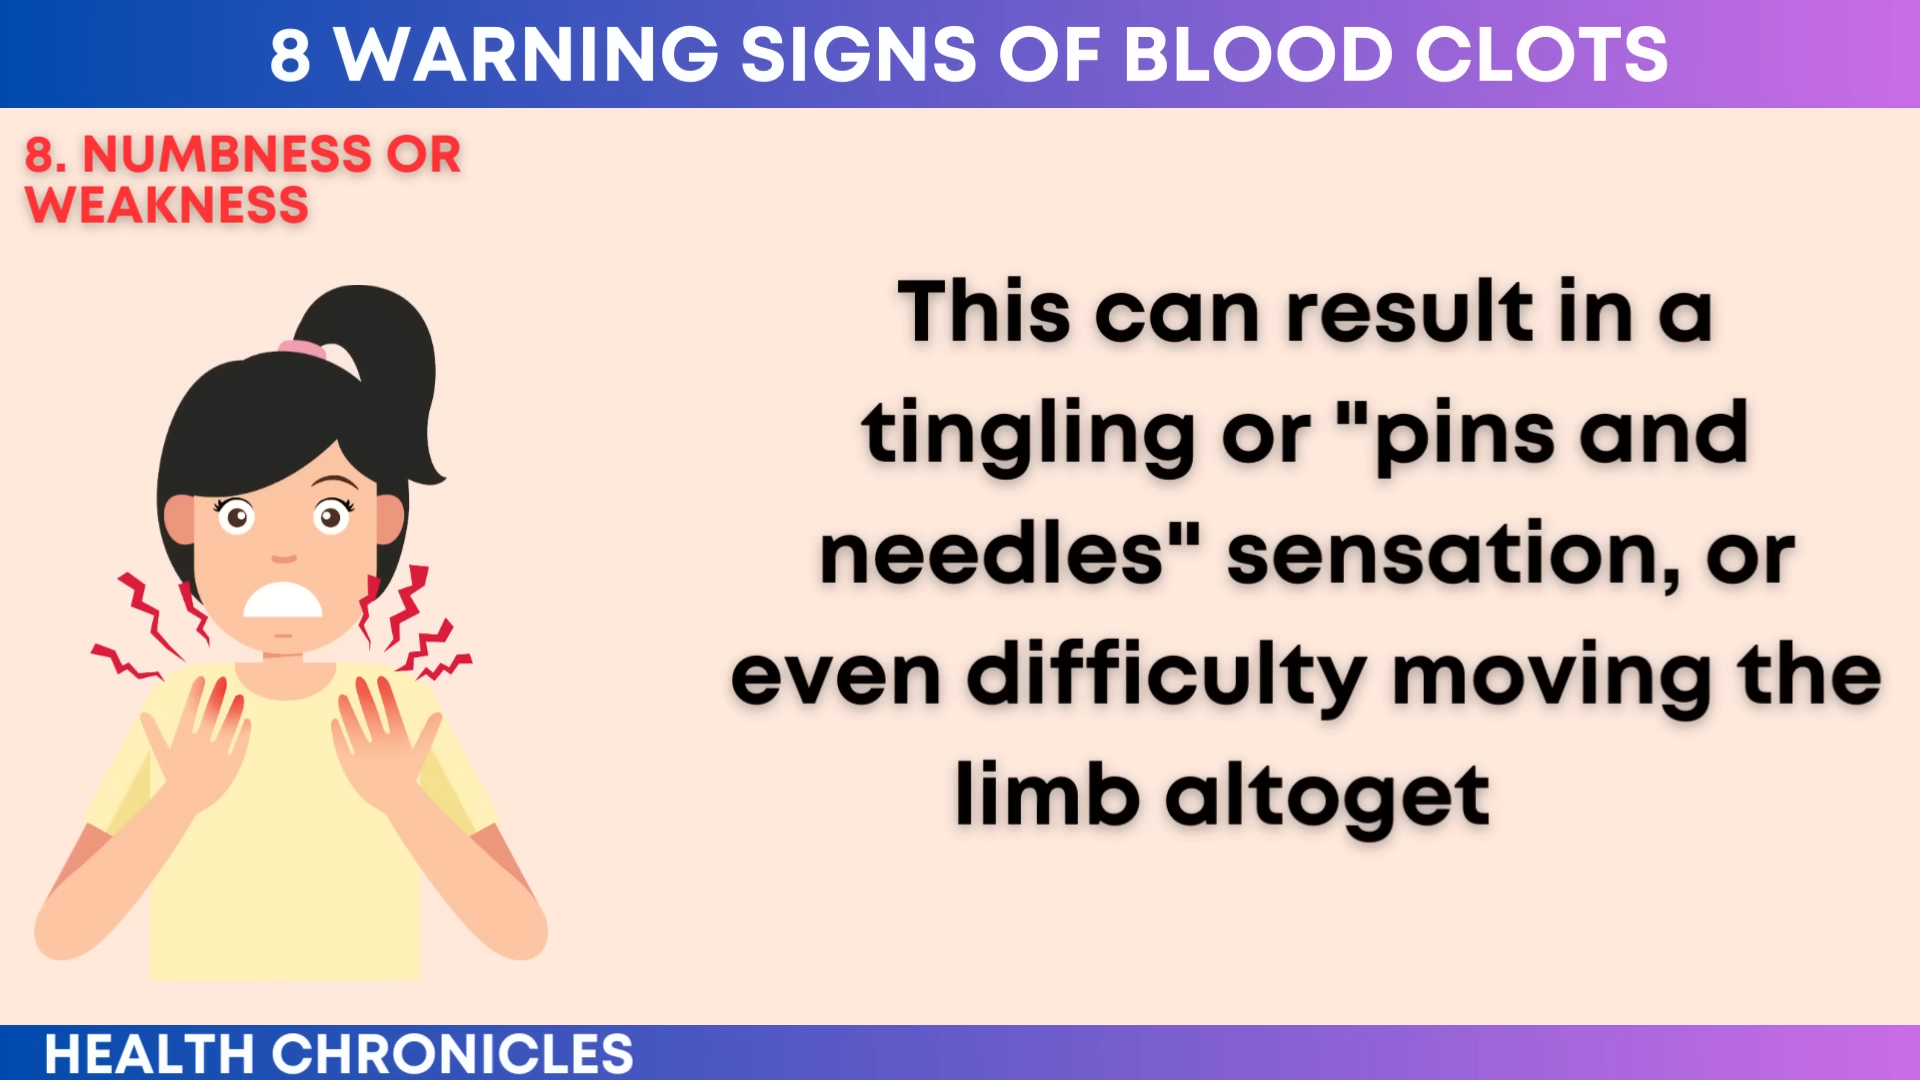 8 WARNING SIGNS OF BLOOD CLOTS
8. NUMBNESS OR
WEAKNESS
This can result in a
tingling or "pins and
needles" sensation, or
even difficulty moving the
limb altoget
HEALTH CHRONICLES